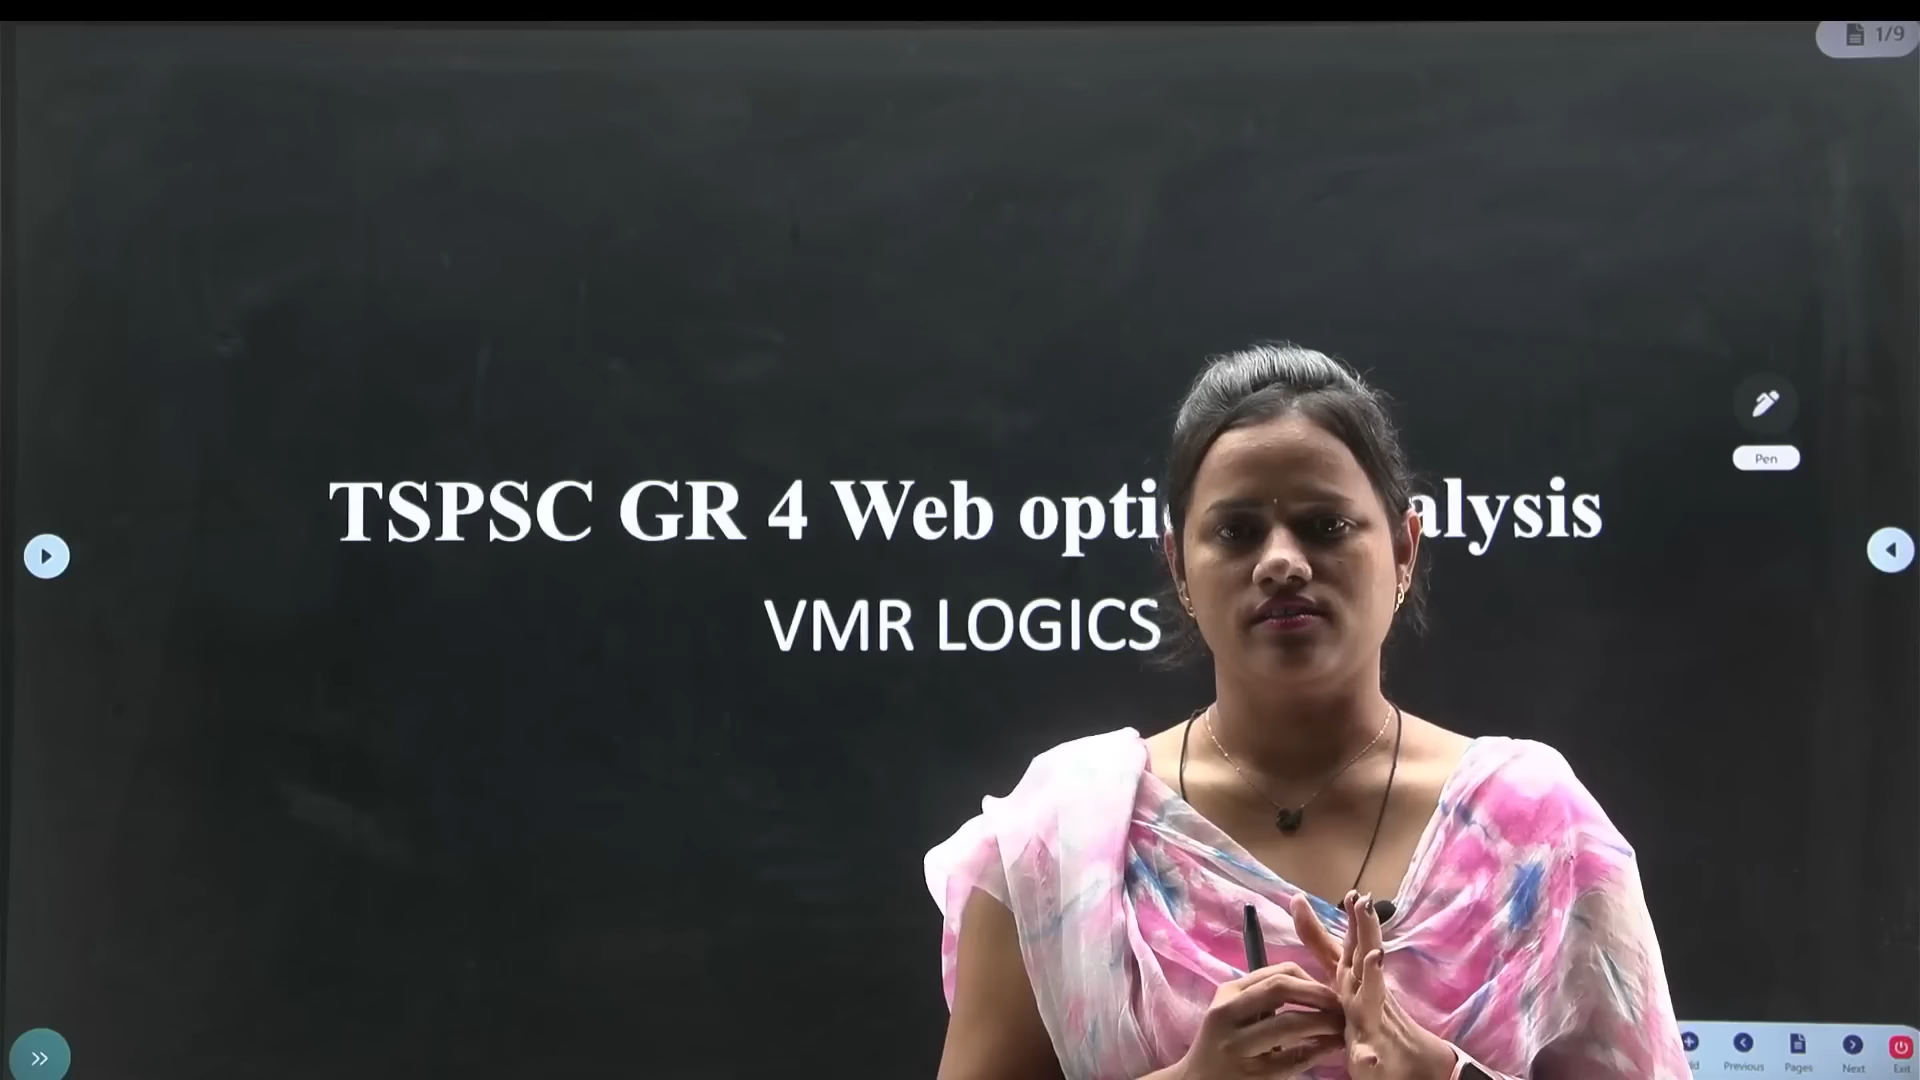 1/9
TSPSC GR 4 Web opti alysis
VMR LOGICS
Pen
Previous
Pages
Next
Exit